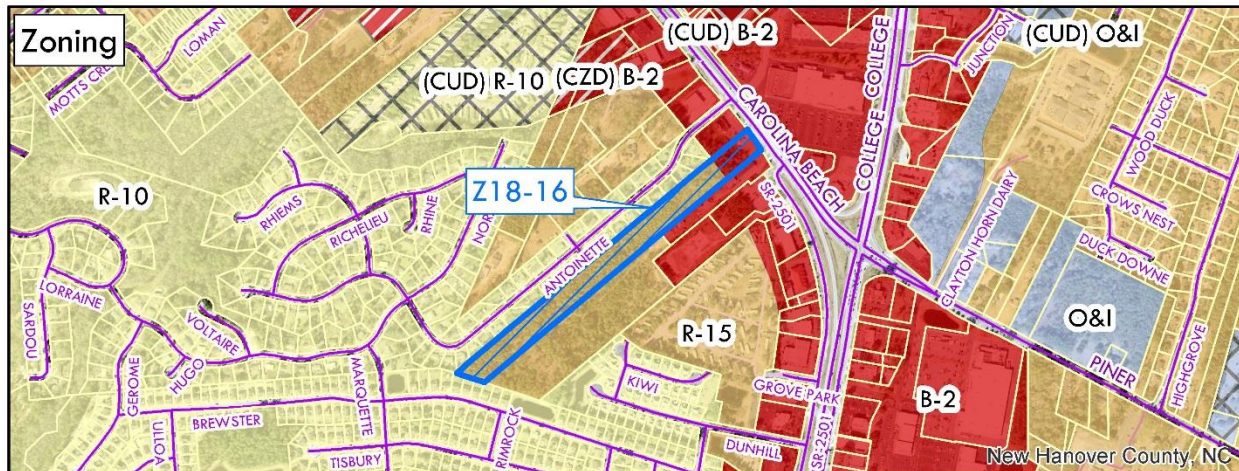 Zoning
LOMAN
MOTTS CRE
(CUD) B-2
(CUD) O&I
JUNCTION
COLLEGE COLLEGE
(CUD) R-10
(CZD) B-2
CAROLINA BEACH
WOOD DUCK
R-10
RHIEMS
RICHELIEU
RHINE
NOR
Z18-16
SR-2501
CROWS NEST
CLAYTON HORN DAIRY
DUCK DOWNE
ANTOINETTE
LORRAINE
SARDOU
VOLTAIRE
HUGO
GEROME
MARQUETTE
R-15
O&I
PINER
HIGHGROVE
KIWI
GROVE PARK
B-2
ULLOA
BREWSTER
RIMROCK
DUNHILL
SR-2501
TISBURY
New Hanover County, NC